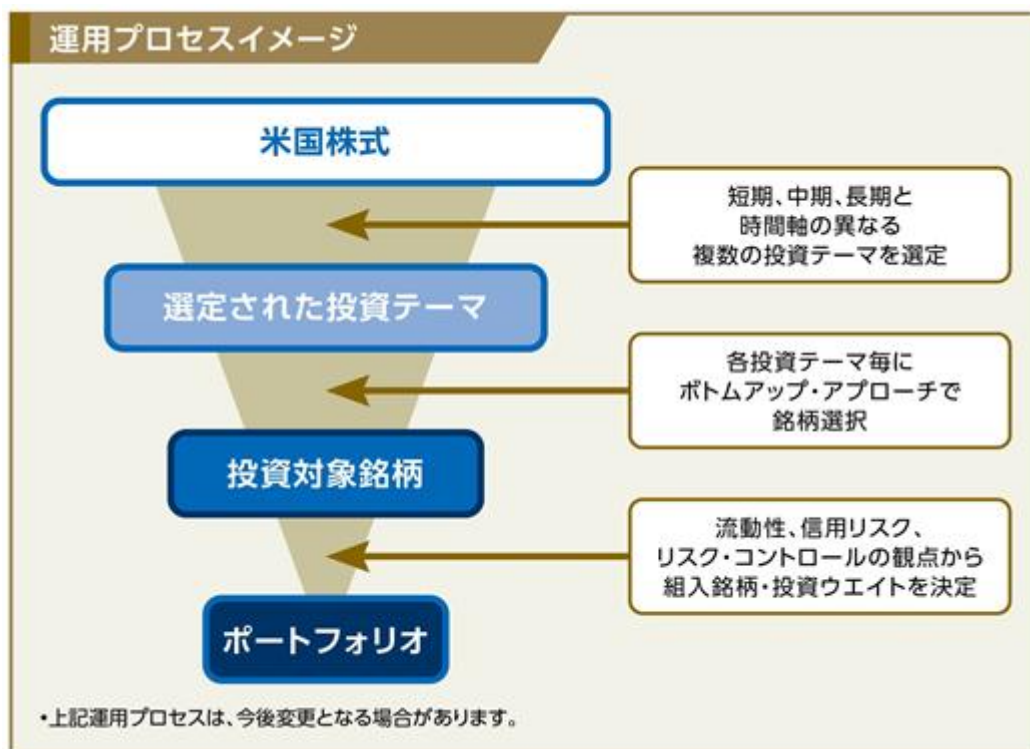 運用プロセスイメージ
米国株式
短期、中期、長期と
時間軸の異なる
複数の投資テーマを選定
選定された投資テーマ
各投資テーマ毎に
ボトムアップ・アプローチで
銘柄選択
投資対象銘柄
流動性、信用リスク、
リスク・コントロールの観点から
組入銘柄・投資ウエイトを決定
ポートフォリオ
・上記運用プロセスは、今後変更となる場合があります。